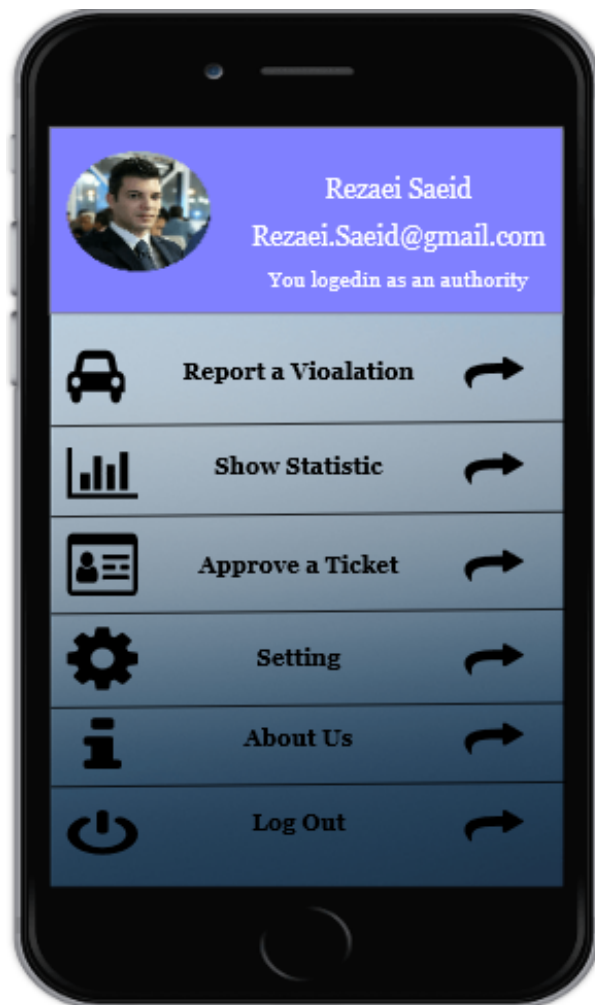 Rezaei Saeid
Rezaei.Saeid@gmail.com
You logedin as an authority
Report a Vioalation
Show Statistic
Approve a Ticket
Setting
About Us
Log Out